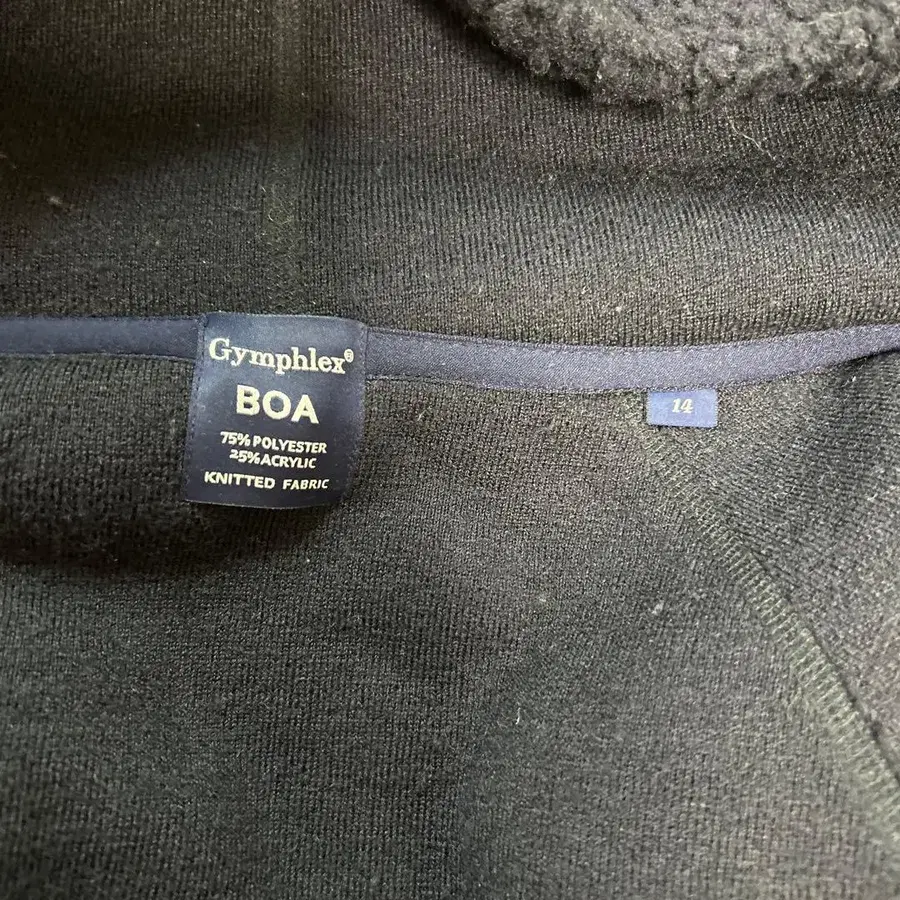 Gymphlex®
BOA
75% POLYESTER
25% ACRYLIC
KNITTED FABRIC
14